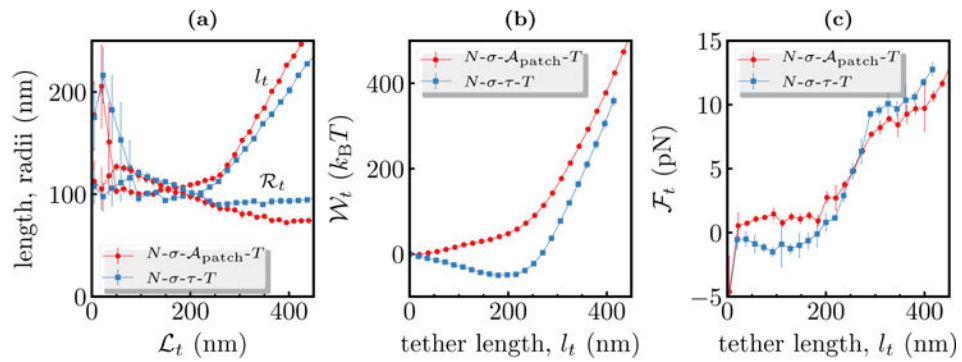 (a)
length, radii (nm)
200
100
0
l_t
R_t
N-σ-A_patch-T
N-σ-τ-T
0 200 400
L_t (nm)
(b)
W_t (k_BT)
400
200
0
N-σ-A_patch-T
N-σ-τ-T
0 200 400
tether length, l_t (nm)
(c)
F_t (pN)
15
10
5
0
−5
N-σ-A_patch-T
N-σ-τ-T
0 200 400
tether length, l_t (nm)